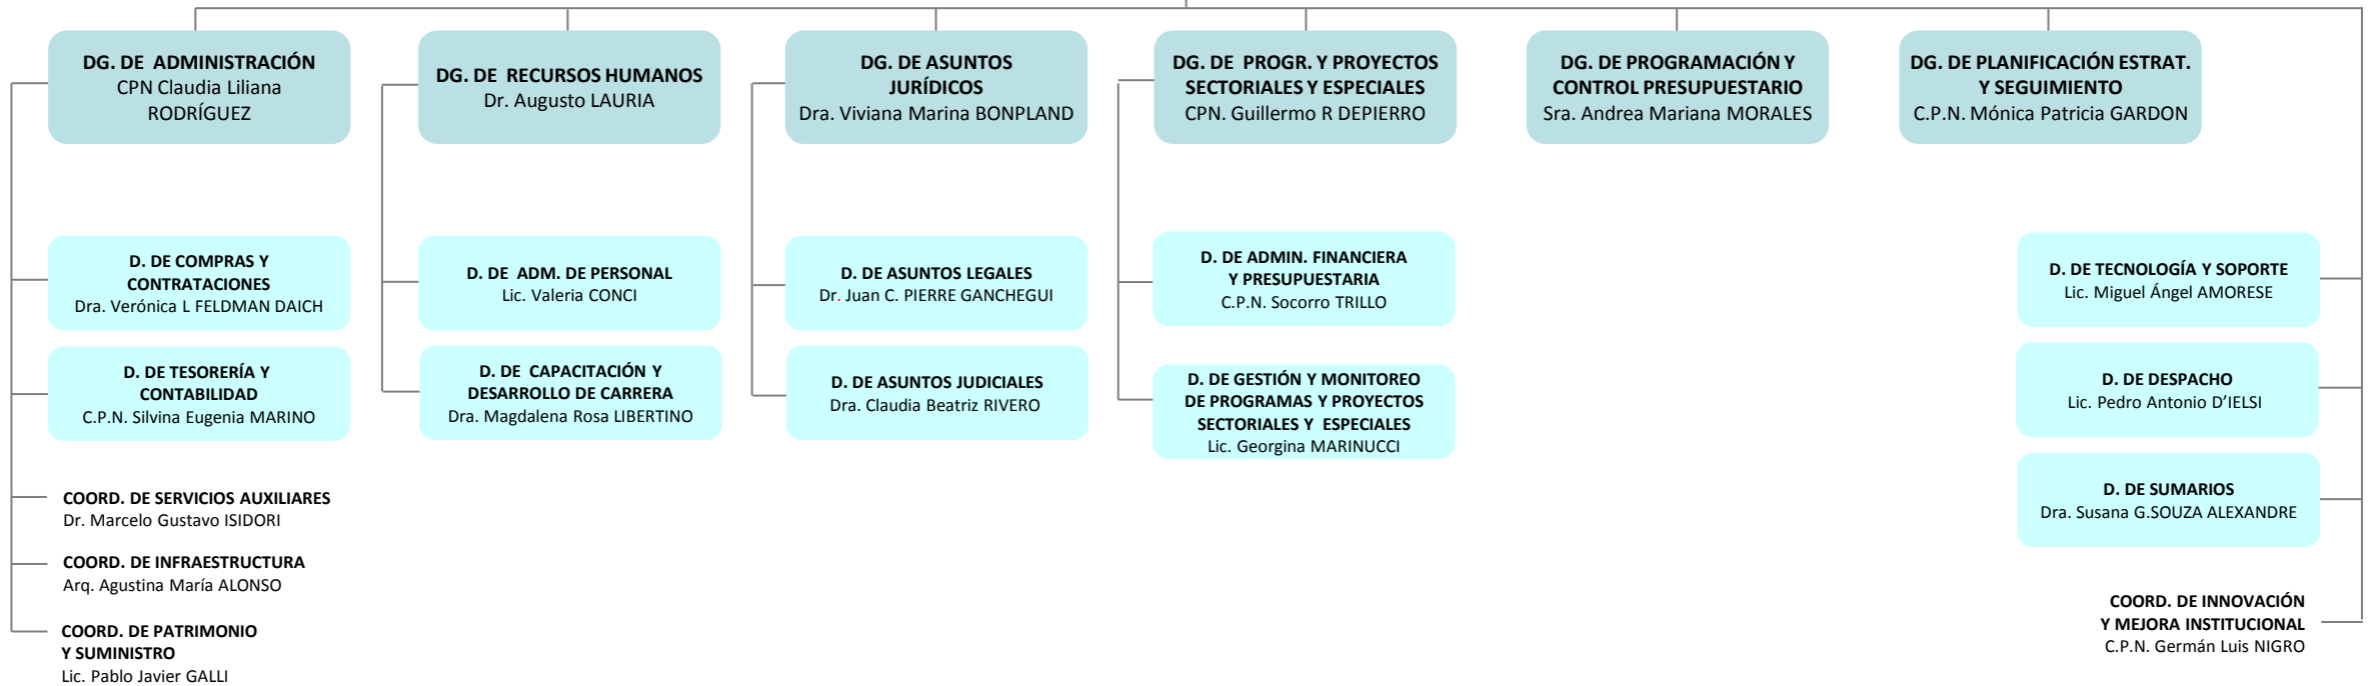 DG. DE ADMINISTRACIÓN
CPN Claudia Liliana
RODRÍGUEZ
DG. DE RECURSOS HUMANOS
Dr. Augusto LAURIA
DG. DE ASUNTOS
JURÍDICOS
Dra. Viviana Marina BONPLAND
DG. DE PROGR. Y PROYECTOS
SECTORIALES Y ESPECIALES
CPN. Guillermo R DEPIERRO
DG. DE PROGRAMACIÓN Y
CONTROL PRESUPUESTARIO
Sra. Andrea Mariana MORALES
DG. DE PLANIFICACIÓN ESTRAT.
Y SEGUIMIENTO
C.P.N. Mónica Patricia GARDON
D. DE COMPRAS Y
CONTRATACIONES
Dra. Verónica L FELDMAN DAICH
D. DE ADM. DE PERSONAL
Lic. Valeria CONCI
D. DE ASUNTOS LEGALES
Dr. Juan C. PIERRE GANCHEGUI
D. DE ADMIN. FINANCIERA
Y PRESUPUESTARIA
C.P.N. Socorro TRILLO
D. DE TECNOLOGÍA Y SOPORTE
Lic. Miguel Ángel AMORESE
D. DE TESORERÍA Y
CONTABILIDAD
C.P.N. Silvina Eugenia MARINO
D. DE CAPACITACIÓN Y
DESARROLLO DE CARRERA
Dra. Magdalena Rosa LIBERTINO
D. DE ASUNTOS JUDICIALES
Dra. Claudia Beatriz RIVERO
D. DE GESTIÓN Y MONITOREO
DE PROGRAMAS Y PROYECTOS
SECTORIALES Y ESPECIALES
Lic. Georgina MARINUCCI
D. DE DESPACHO
Lic. Pedro Antonio D’IELSI
D. DE SUMARIOS
Dra. Susana G.SOUZA ALEXANDRE
COORD. DE SERVICIOS AUXILIARES
Dr. Marcelo Gustavo ISIDORI
COORD. DE INFRAESTRUCTURA
Arq. Agustina María ALONSO
COORD. DE PATRIMONIO
Y SUMINISTRO
Lic. Pablo Javier GALLI
COORD. DE INNOVACIÓN
Y MEJORA INSTITUCIONAL
C.P.N. Germán Luis NIGRO